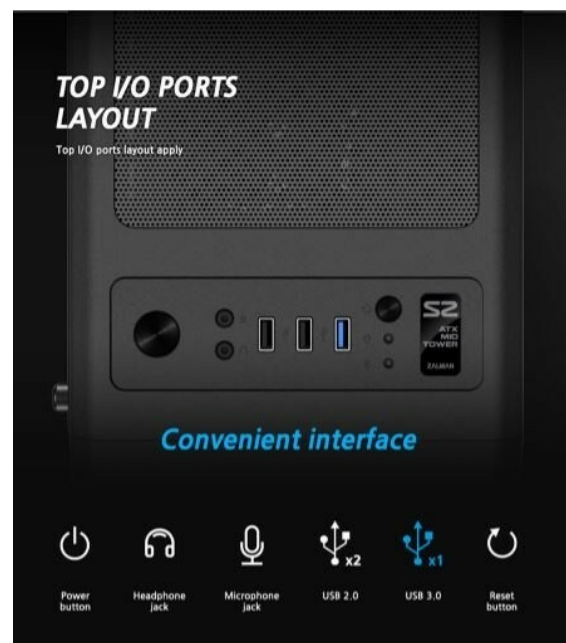 TOP I/O PORTS
LAYOUT
Top I/O ports layout apply
S2
ATX
MID
TOWER
ZALMAN
Convenient interface
x2
x1
Power
button
Headphone
jack
Microphone
jack
USB 2.0
USB 3.0
Reset
button